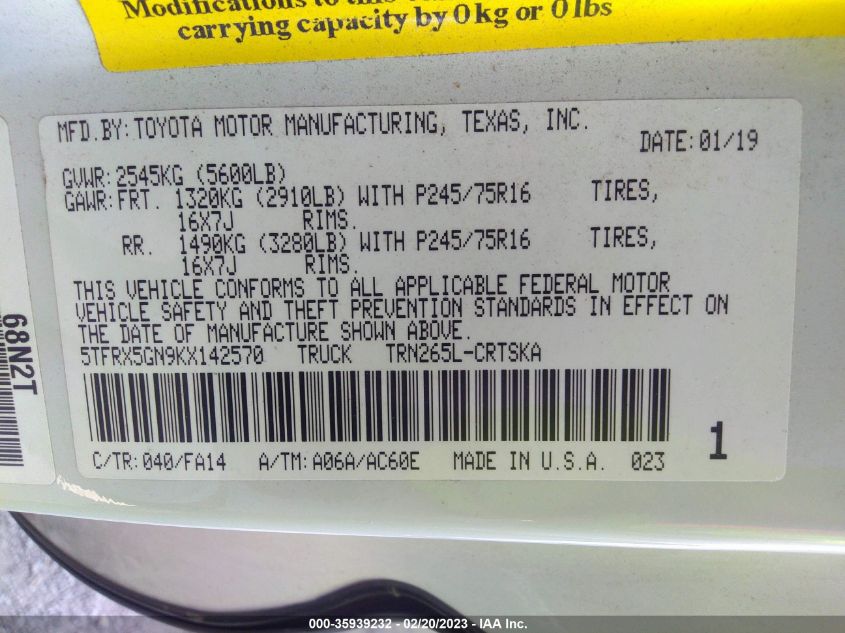 Modifications to this
carrying capacity by 0 kg or 0 lbs
MFD.BY: TOYOTA MOTOR MANUFACTURING, TEXAS, INC.
DATE: 01/19
GVWR: 2545KG (5600LB)
GAWR: FRT. 1320KG (2910LB) WITH P245/75R16 TIRES,
16X7J RIMS.
RR. 1490KG (3280LB) WITH P245/75R16 TIRES,
16X7J RIMS.
THIS VEHICLE CONFORMS TO ALL APPLICABLE FEDERAL MOTOR
VEHICLE SAFETY AND THEFT PREVENTION STANDARDS IN EFFECT ON
THE DATE OF MANUFACTURE SHOWN ABOVE.
5TFRX5GN9KX142570 TRUCK TRN265L-CRTSKA
C/TR: 040/FA14 A/TM: A06A/AC60E MADE IN U.S.A. 023
1
68N2T
000-35939232 - 02/20/2023 - IAA Inc.